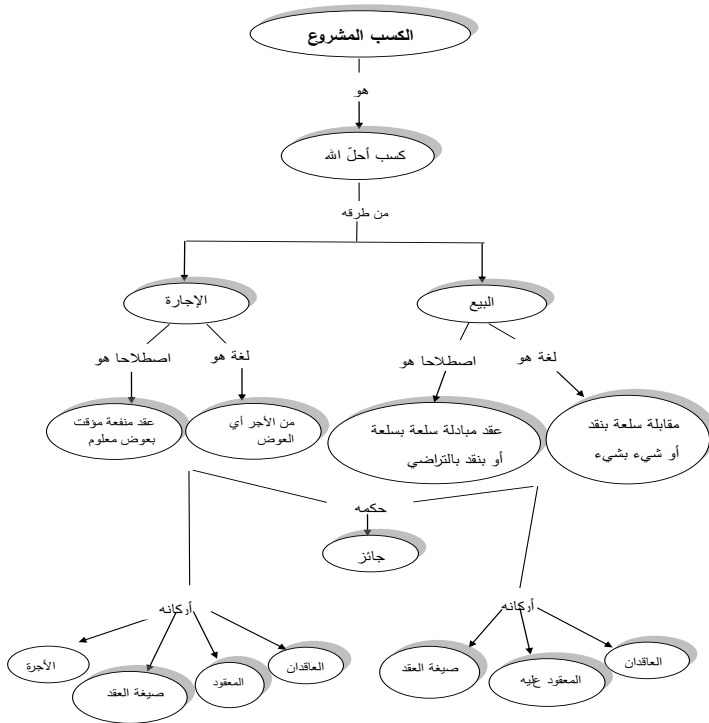 الكسب المشروع
هو
كسب أحلّ الله
من طرقه
البيع
الإجارة
لغة هو
اصطلاحا هو
لغة هو
اصطلاحا هو
مقابلة سلعة بنقد
أو شيء بشيء
عقد مبادلة سلعة بسلعة
أو بنقد بالتراضي
من الأجر أي
العوض
عقد منفعة مؤقت
بعوض معلوم
حكمه
جائز
أركانه
أركانه
العاقدان
المعقود عليه
صيغة العقد
العاقدان
المعقود
صيغة العقد
الأجرة